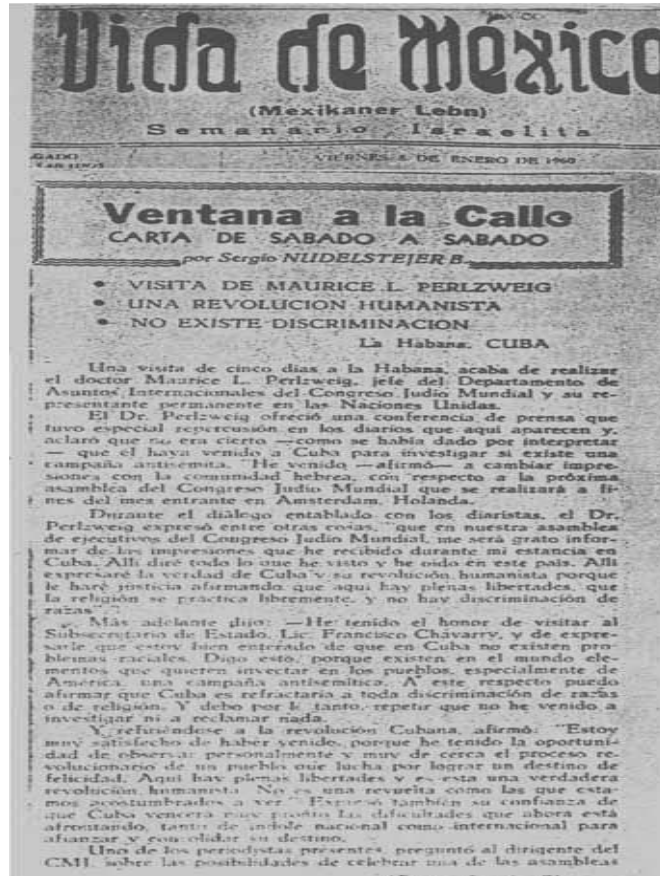 Vida de México
(Mexikaner Lebn)
Semanario Israelita
VIERNES 8 DE ENERO DE 1960
Ventana a la Calle
CARTA DE SABADO A SABADO
por Sergio NUDELSTEJER B.
• VISITA DE MAURICE L. PERLZWEIG
• UNA REVOLUCION HUMANISTA
• NO EXISTE DISCRIMINACION
La Habana, CUBA
Una visita de cinco días a la Habana, acaba de realizar
el doctor Maurice L. Perlzweig, jefe del Departamento de
Asuntos Internacionales del Congreso Judío Mundial y su re-
presentante permanente en las Naciones Unidas.
El Dr. Perlzweig ofreció una conferencia de prensa que
tuvo especial repercusión en los diarios que aquí aparecen y,
aclaró que no era cierto —como se había dado por interpretar
— que él haya venido a Cuba para investigar si existe una
campaña antisemita. "He venido —afirmó— a cambiar impre-
siones con la comunidad hebrea, con respecto a la próxima
asamblea del Congreso Judío Mundial que se realizará a fi-
nes del mes entrante en Amsterdam, Holanda.
Durante el diálogo entablado con los diaristas, el Dr.
Perlzweig expresó entre otras cosas, "que en nuestra asamblea
de ejecutivos del Congreso Judío Mundial, me será grato infor-
mar de las impresiones que he recibido durante mi estancia en
Cuba. Allí diré todo lo que he visto y he oído en este país. Allí
expresaré la verdad de Cuba y su revolución humanista porque
le haré justicia afirmando que aquí hay plenas libertades, que
la religión se práctica libremente, y no hay discriminación de
razas".
Más adelante dijo: —He tenido el honor de visitar al
Subsecretario de Estado, Lic. Francisco Chávarry, y de expre-
sarle que estoy bien enterado de que en Cuba no existen pro-
blemas raciales. Digo esto, porque existen en el mundo ele-
mentos que quieren inyectar en los pueblos, especialmente de
América, una campaña antisemítica. A este respecto puedo
afirmar que Cuba es refractaria a toda discriminación de razas
o de religión. Y debo por lo tanto, repetir que no he venido a
investigar ni a reclamar nada.
Y refiriéndose a la revolución Cubana, afirmó: "Estoy
muy satisfecho de haber venido, porque he tenido la oportuni-
dad de observar personalmente y muy de cerca el proceso re-
volucionario de un pueblo que lucha por lograr un destino de
felicidad. Aquí hay plenas libertades y es esta una verdadera
revolución humanista. No es una revuelta como las que esta-
mos acostumbrados a ver. Expresó también su confianza de
que Cuba vencerá muy pronto las dificultades que ahora está
afrontando, tanto de índole nacional como internacional para
afianzar y consolidar su destino.
Uno de los periodistas presentes, preguntó al dirigente del
CMJ, sobre las posibilidades de celebrar una de las asambleas